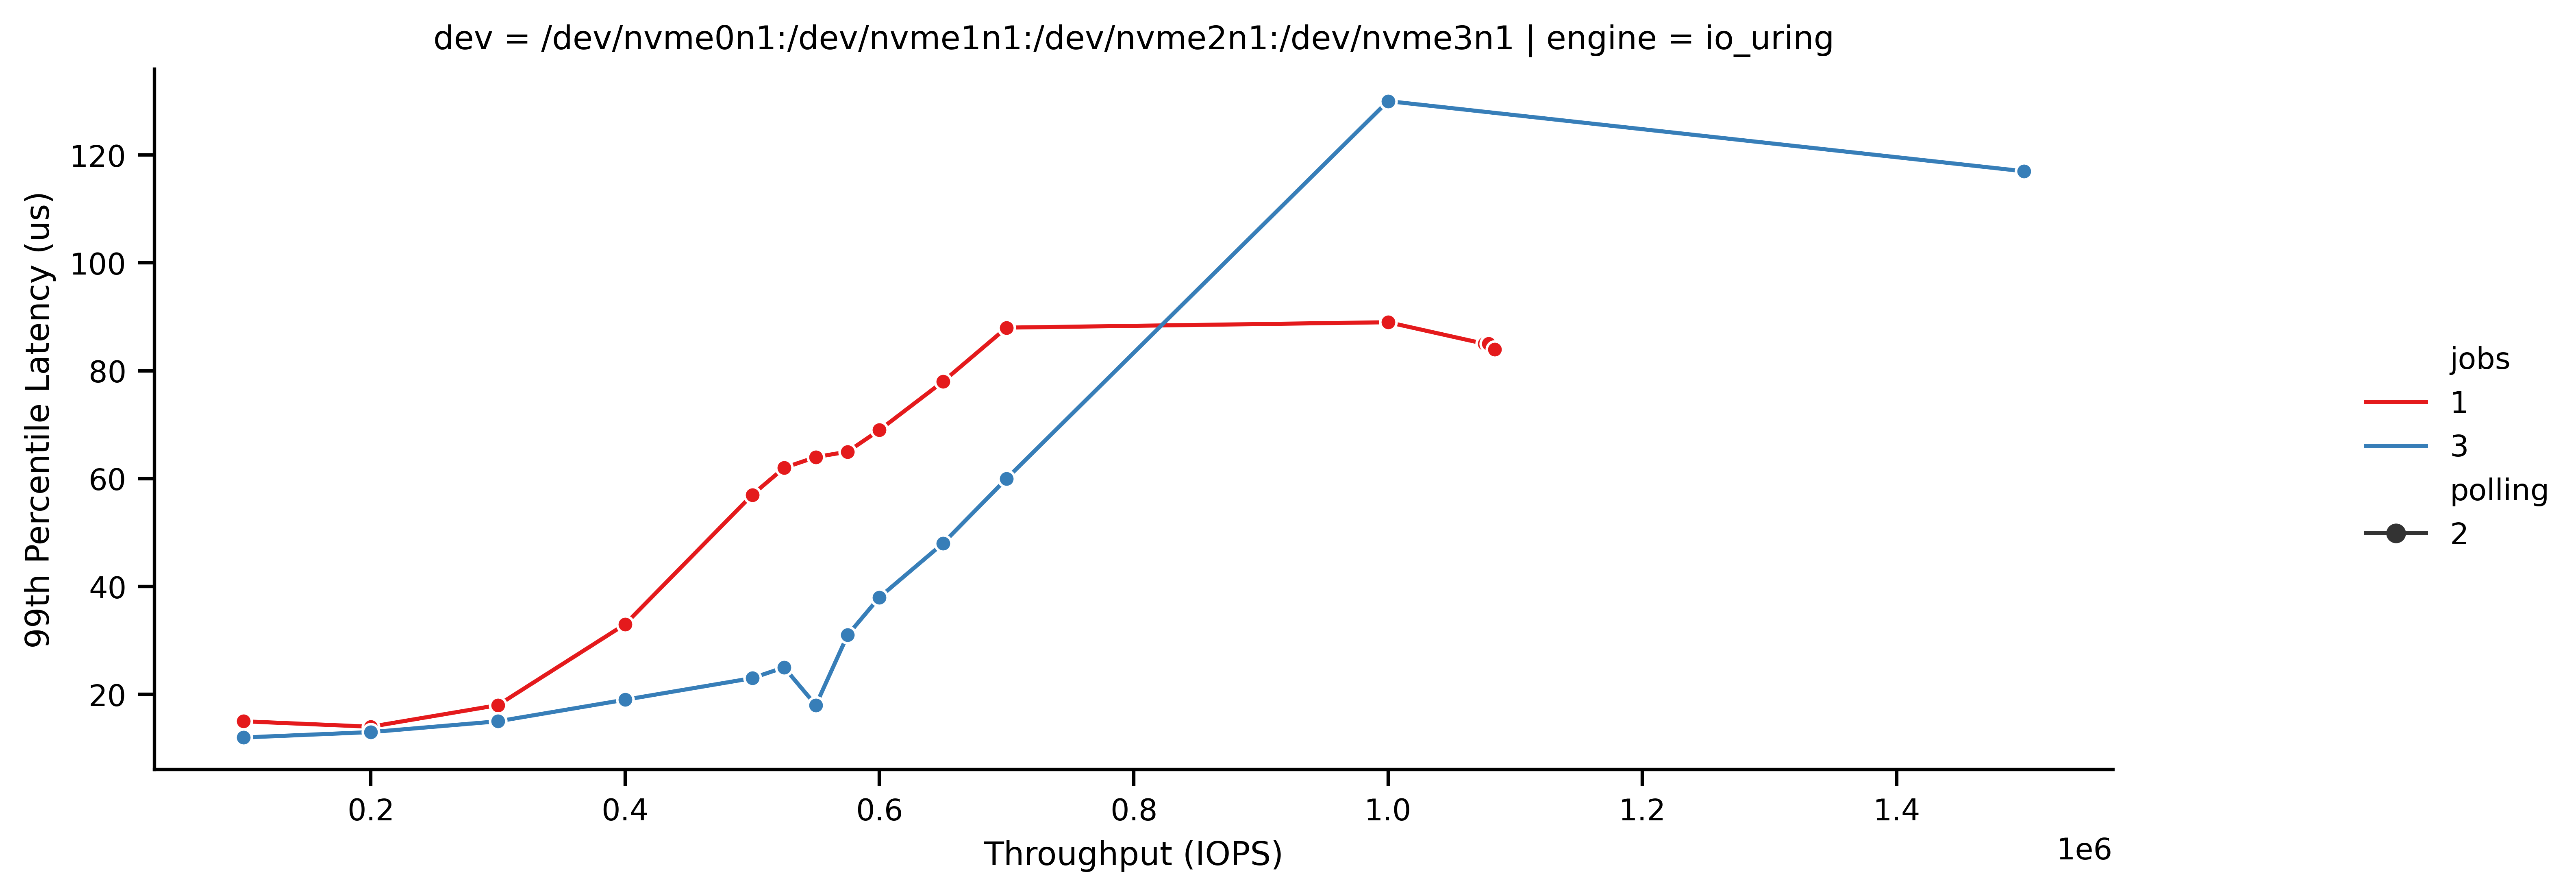 dev = /dev/nvme0n1:/dev/nvme1n1:/dev/nvme2n1:/dev/nvme3n1 | engine = io_uring
99th Percentile Latency (us)
120
100
80
60
40
20
0.2 0.4 0.6 0.8 1.0 1.2 1.4
1e6
Throughput (IOPS)
jobs
1
3
polling
2